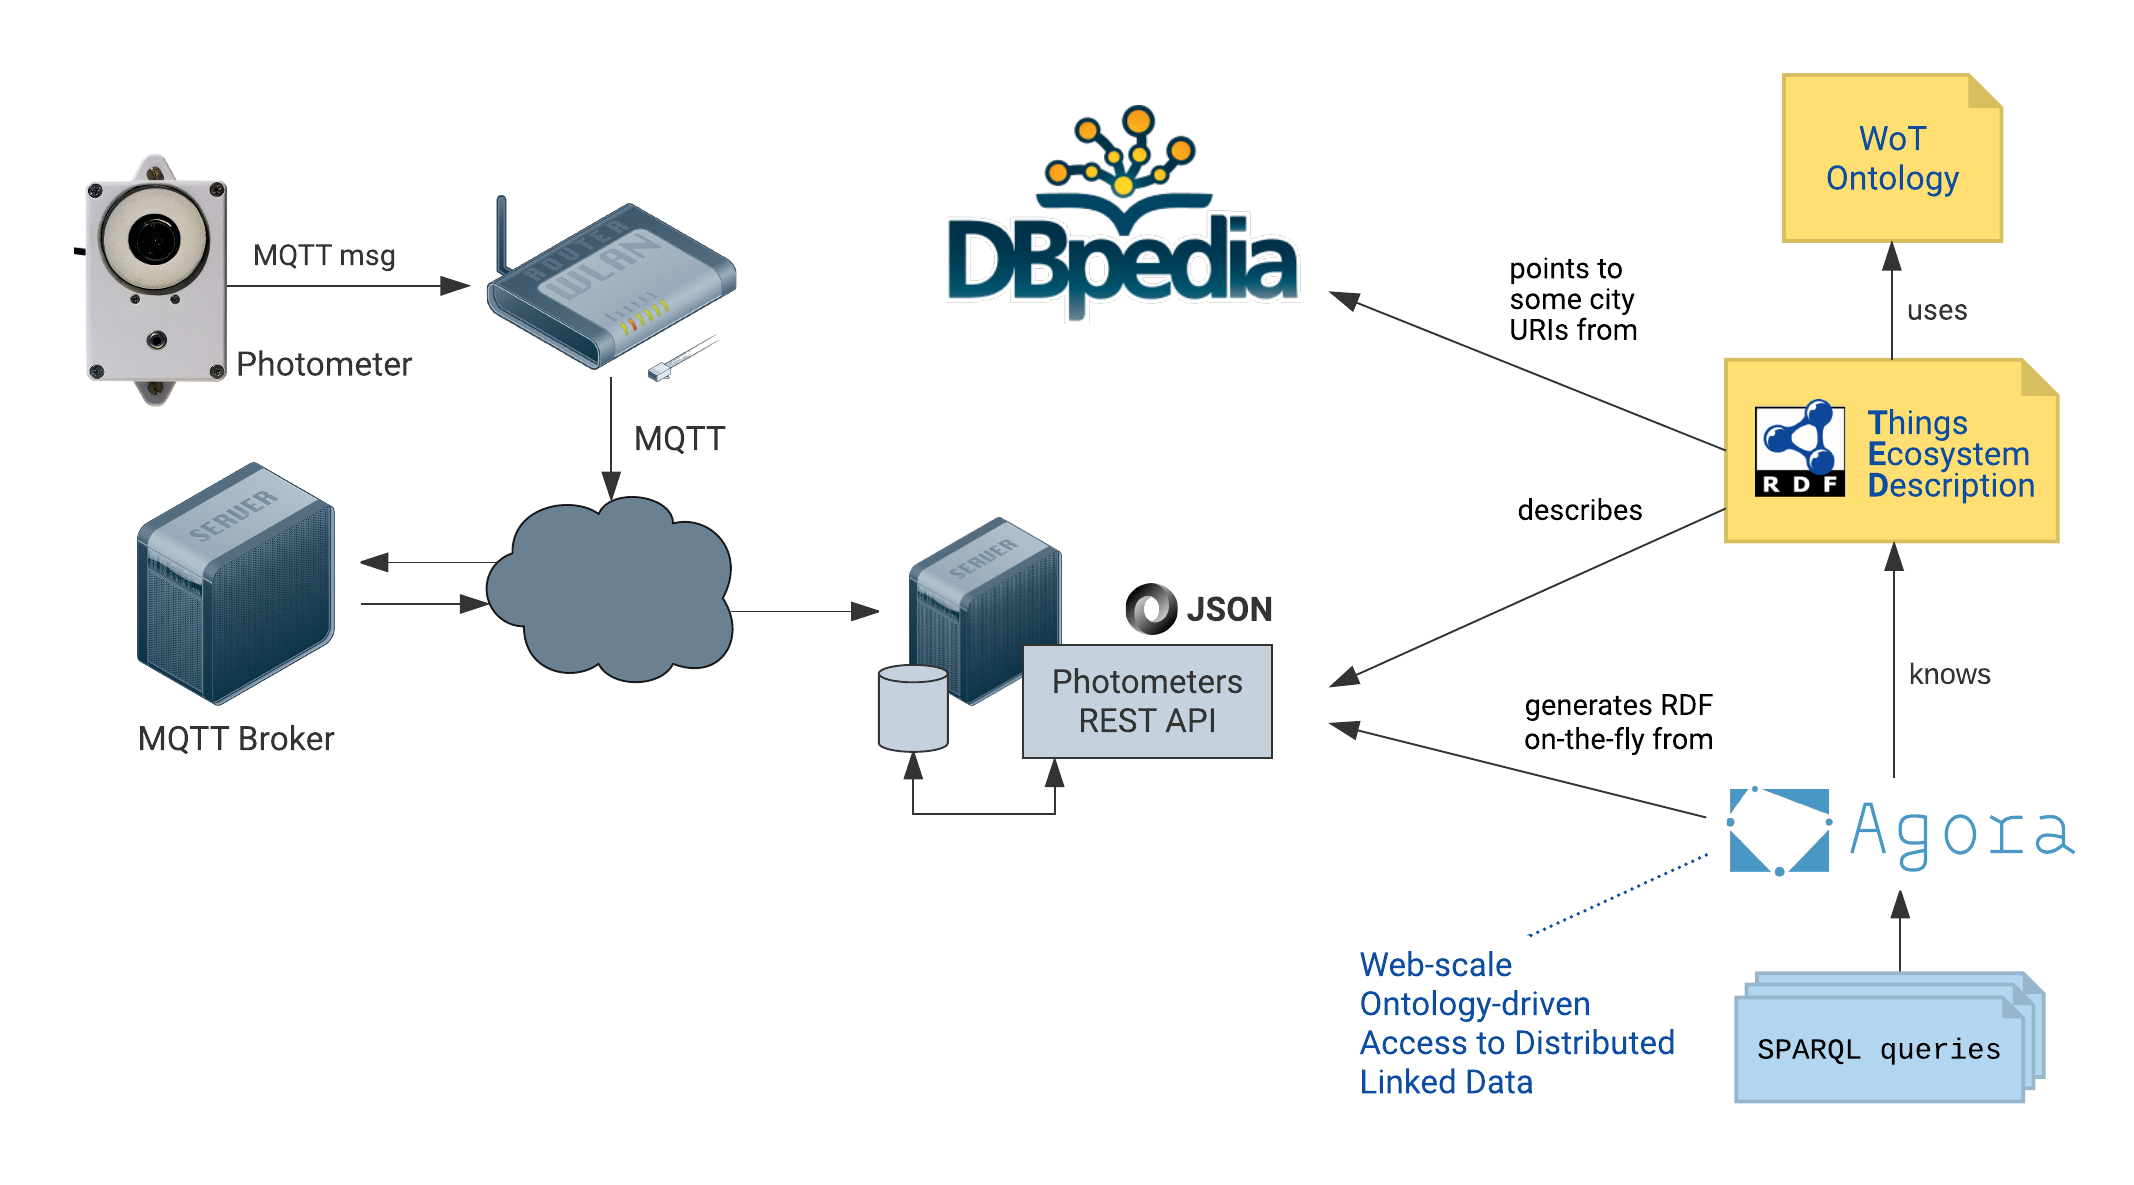 MQTT msg
Photometer
ROUTER
WLAN
MQTT
SERVER
MQTT Broker
DBpedia
SERVER
JSON
Photometers
REST API
points to
some city
URIs from
describes
generates RDF
on-the-fly from
WoT
Ontology
uses
RDF
Things
Ecosystem
Description
knows
Agora
Web-scale
Ontology-driven
Access to Distributed
Linked Data
SPARQL queries